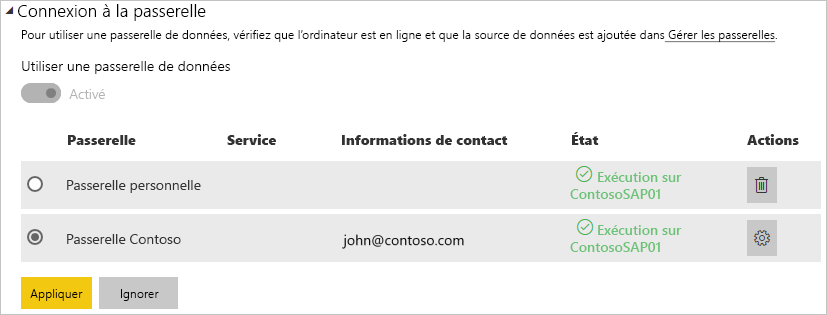 Connexion à la passerelle
Pour utiliser une passerelle de données, vérifiez que l’ordinateur est en ligne et que la source de données est ajoutée dans Gérer les passerelles.
Utiliser une passerelle de données
Activé
Passerelle Service Informations de contact État Actions
Passerelle personnelle Exécution sur
ContosoSAP01
Passerelle Contoso john@contoso.com Exécution sur
ContosoSAP01
Appliquer Ignorer